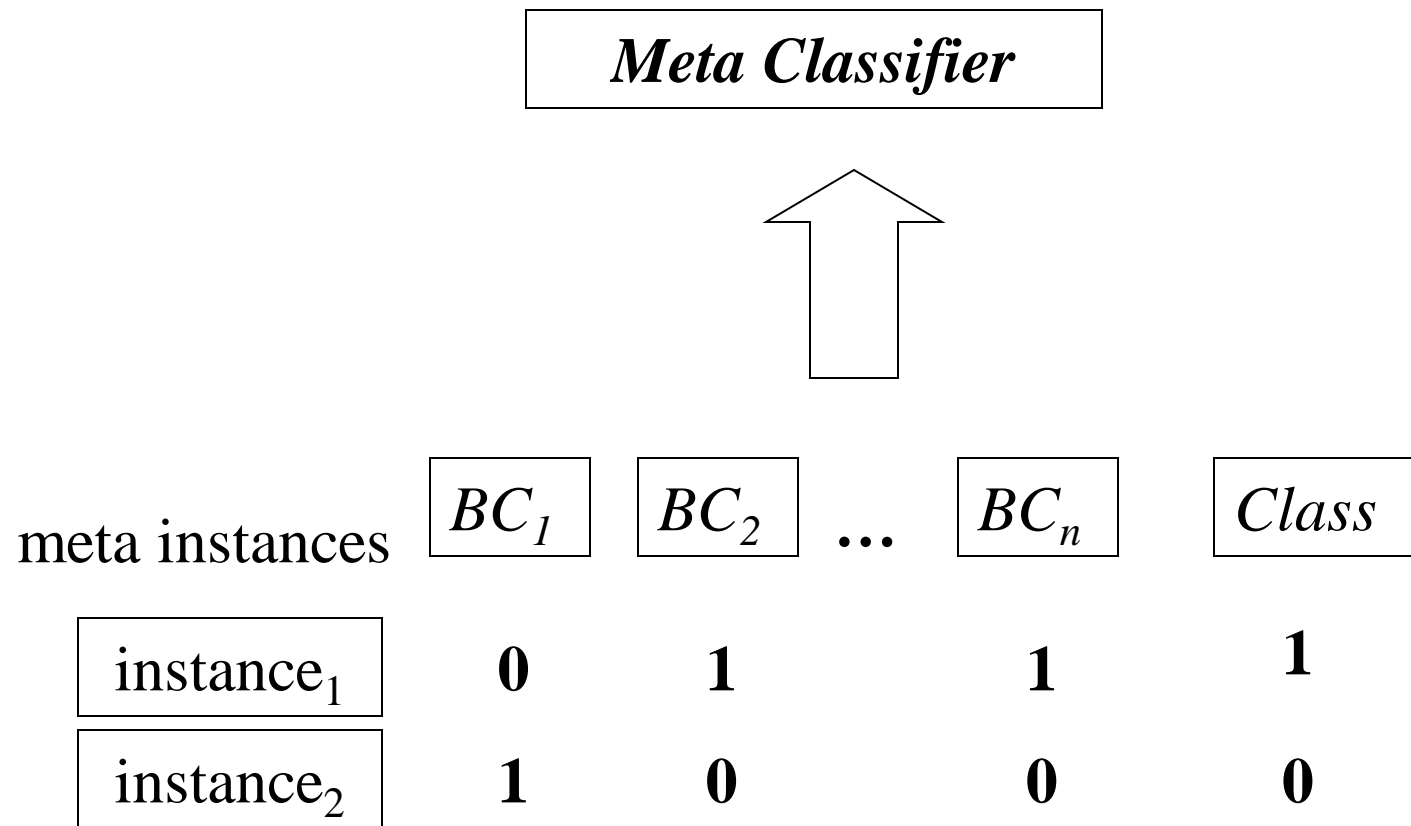 Meta Classifier
BC₁ BC₂ ... BCₙ Class
meta instances
instance₁ 0 1 1 1
instance₂ 1 0 0 0